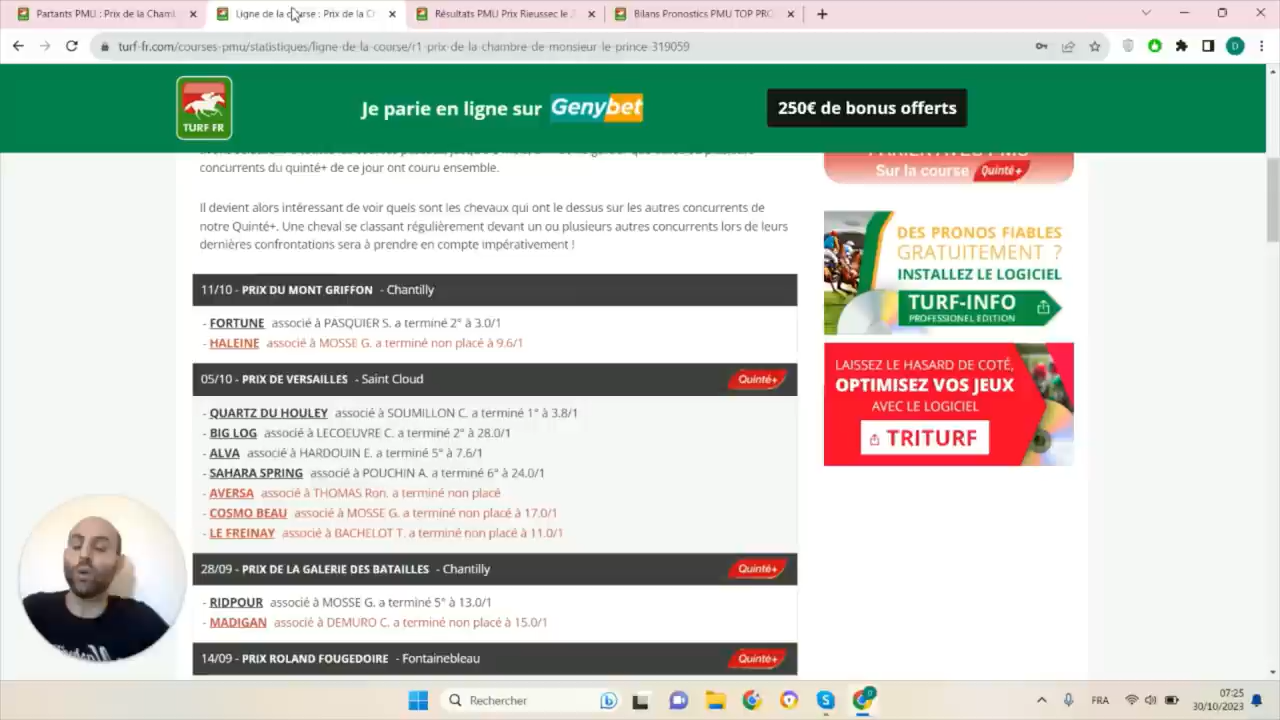 Partants PMU : Prix de la Chaml
Ligne de la course : Prix de la Ch
Résultats PMU Prix Rieussec le
Bilans Pronostics PMU TOP PRO
turf-fr.com/courses-pmu/statistiques/ligne-de-la-course/r1-prix-de-la-chambre-de-monsieur-le-prince-319059
D
TURF FR
Je parie en ligne sur Genybet
250€ de bonus offerts
concurrents du quinté+ de ce jour ont couru ensemble.
Il devient alors intéressant de voir quels sont les chevaux qui ont le dessus sur les autres concurrents de
notre Quinté+. Une cheval se classant régulièrement devant un ou plusieurs autres concurrents lors de leurs
dernières confrontations sera à prendre en compte impérativement !
11/10 - PRIX DU MONT GRIFFON - Chantilly
- FORTUNE associé à PASQUIER S. a terminé 2° à 3.0/1
- HALEINE associé à MOSSE G. a terminé non placé à 9.6/1
05/10 - PRIX DE VERSAILLES - Saint Cloud Quinté+
- QUARTZ DU HOULEY associé à SOUMILLON C. a terminé 1° à 3.8/1
- BIG LOG associé à LECOEUVRE C. a terminé 2° à 28.0/1
- ALVA associé à HARDOUIN E. a terminé 5° à 7.6/1
- SAHARA SPRING associé à POUCHIN A. a terminé 6° à 24.0/1
- AVERSA associé à THOMAS Ron. a terminé non placé
- COSMO BEAU associé à MOSSE G. a terminé non placé à 17.0/1
- LE FREINAY associé à BACHELOT T. a terminé non placé à 11.0/1
28/09 - PRIX DE LA GALERIE DES BATAILLES - Chantilly Quinté+
- RIDPOUR associé à MOSSE G. a terminé 5° à 13.0/1
- MADIGAN associé à DEMURO C. a terminé non placé à 15.0/1
14/09 - PRIX ROLAND FOUGEDOIRE - Fontainebleau Quinté+
PARIER AVEC PMU
Sur la course Quinté+
DES PRONOS FIABLES
GRATUITEMENT ?
INSTALLEZ LE LOGICIEL
TURF-INFO
PROFESSIONEL EDITION
LAISSEZ LE HASARD DE COTÉ,
OPTIMISEZ VOS JEUX
AVEC LE LOGICIEL
TRITURF
Rechercher
FRA
07:25
30/10/2023